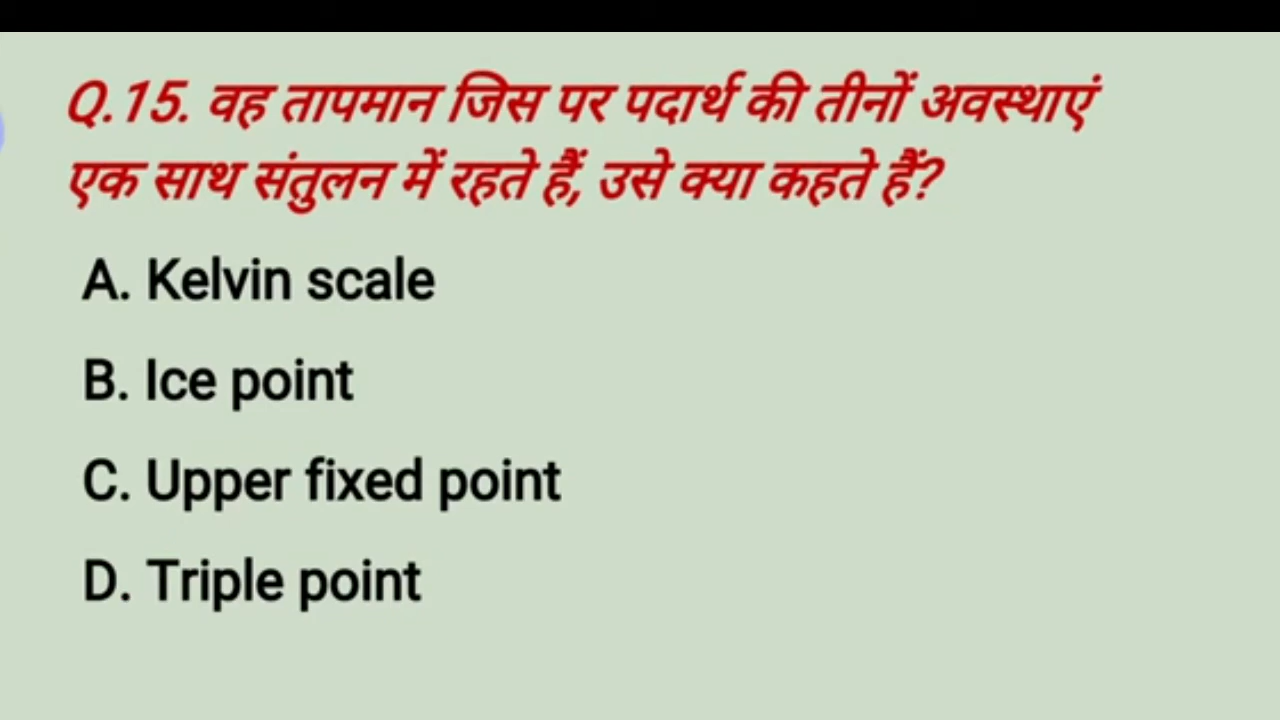 Q.15. वह तापमान जिस पर पदार्थ की तीनों अवस्थाएं
एक साथ संतुलन में रहते हैं, उसे क्या कहते हैं?
A. Kelvin scale
B. Ice point
C. Upper fixed point
D. Triple point